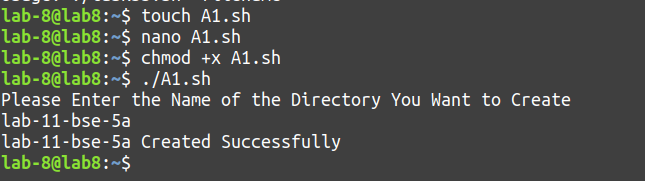 lab-8@lab8:~$ touch A1.sh
lab-8@lab8:~$ nano A1.sh
lab-8@lab8:~$ chmod +x A1.sh
lab-8@lab8:~$ ./A1.sh
Please Enter the Name of the Directory You Want to Create
lab-11-bse-5a
lab-11-bse-5a Created Successfully
lab-8@lab8:~$